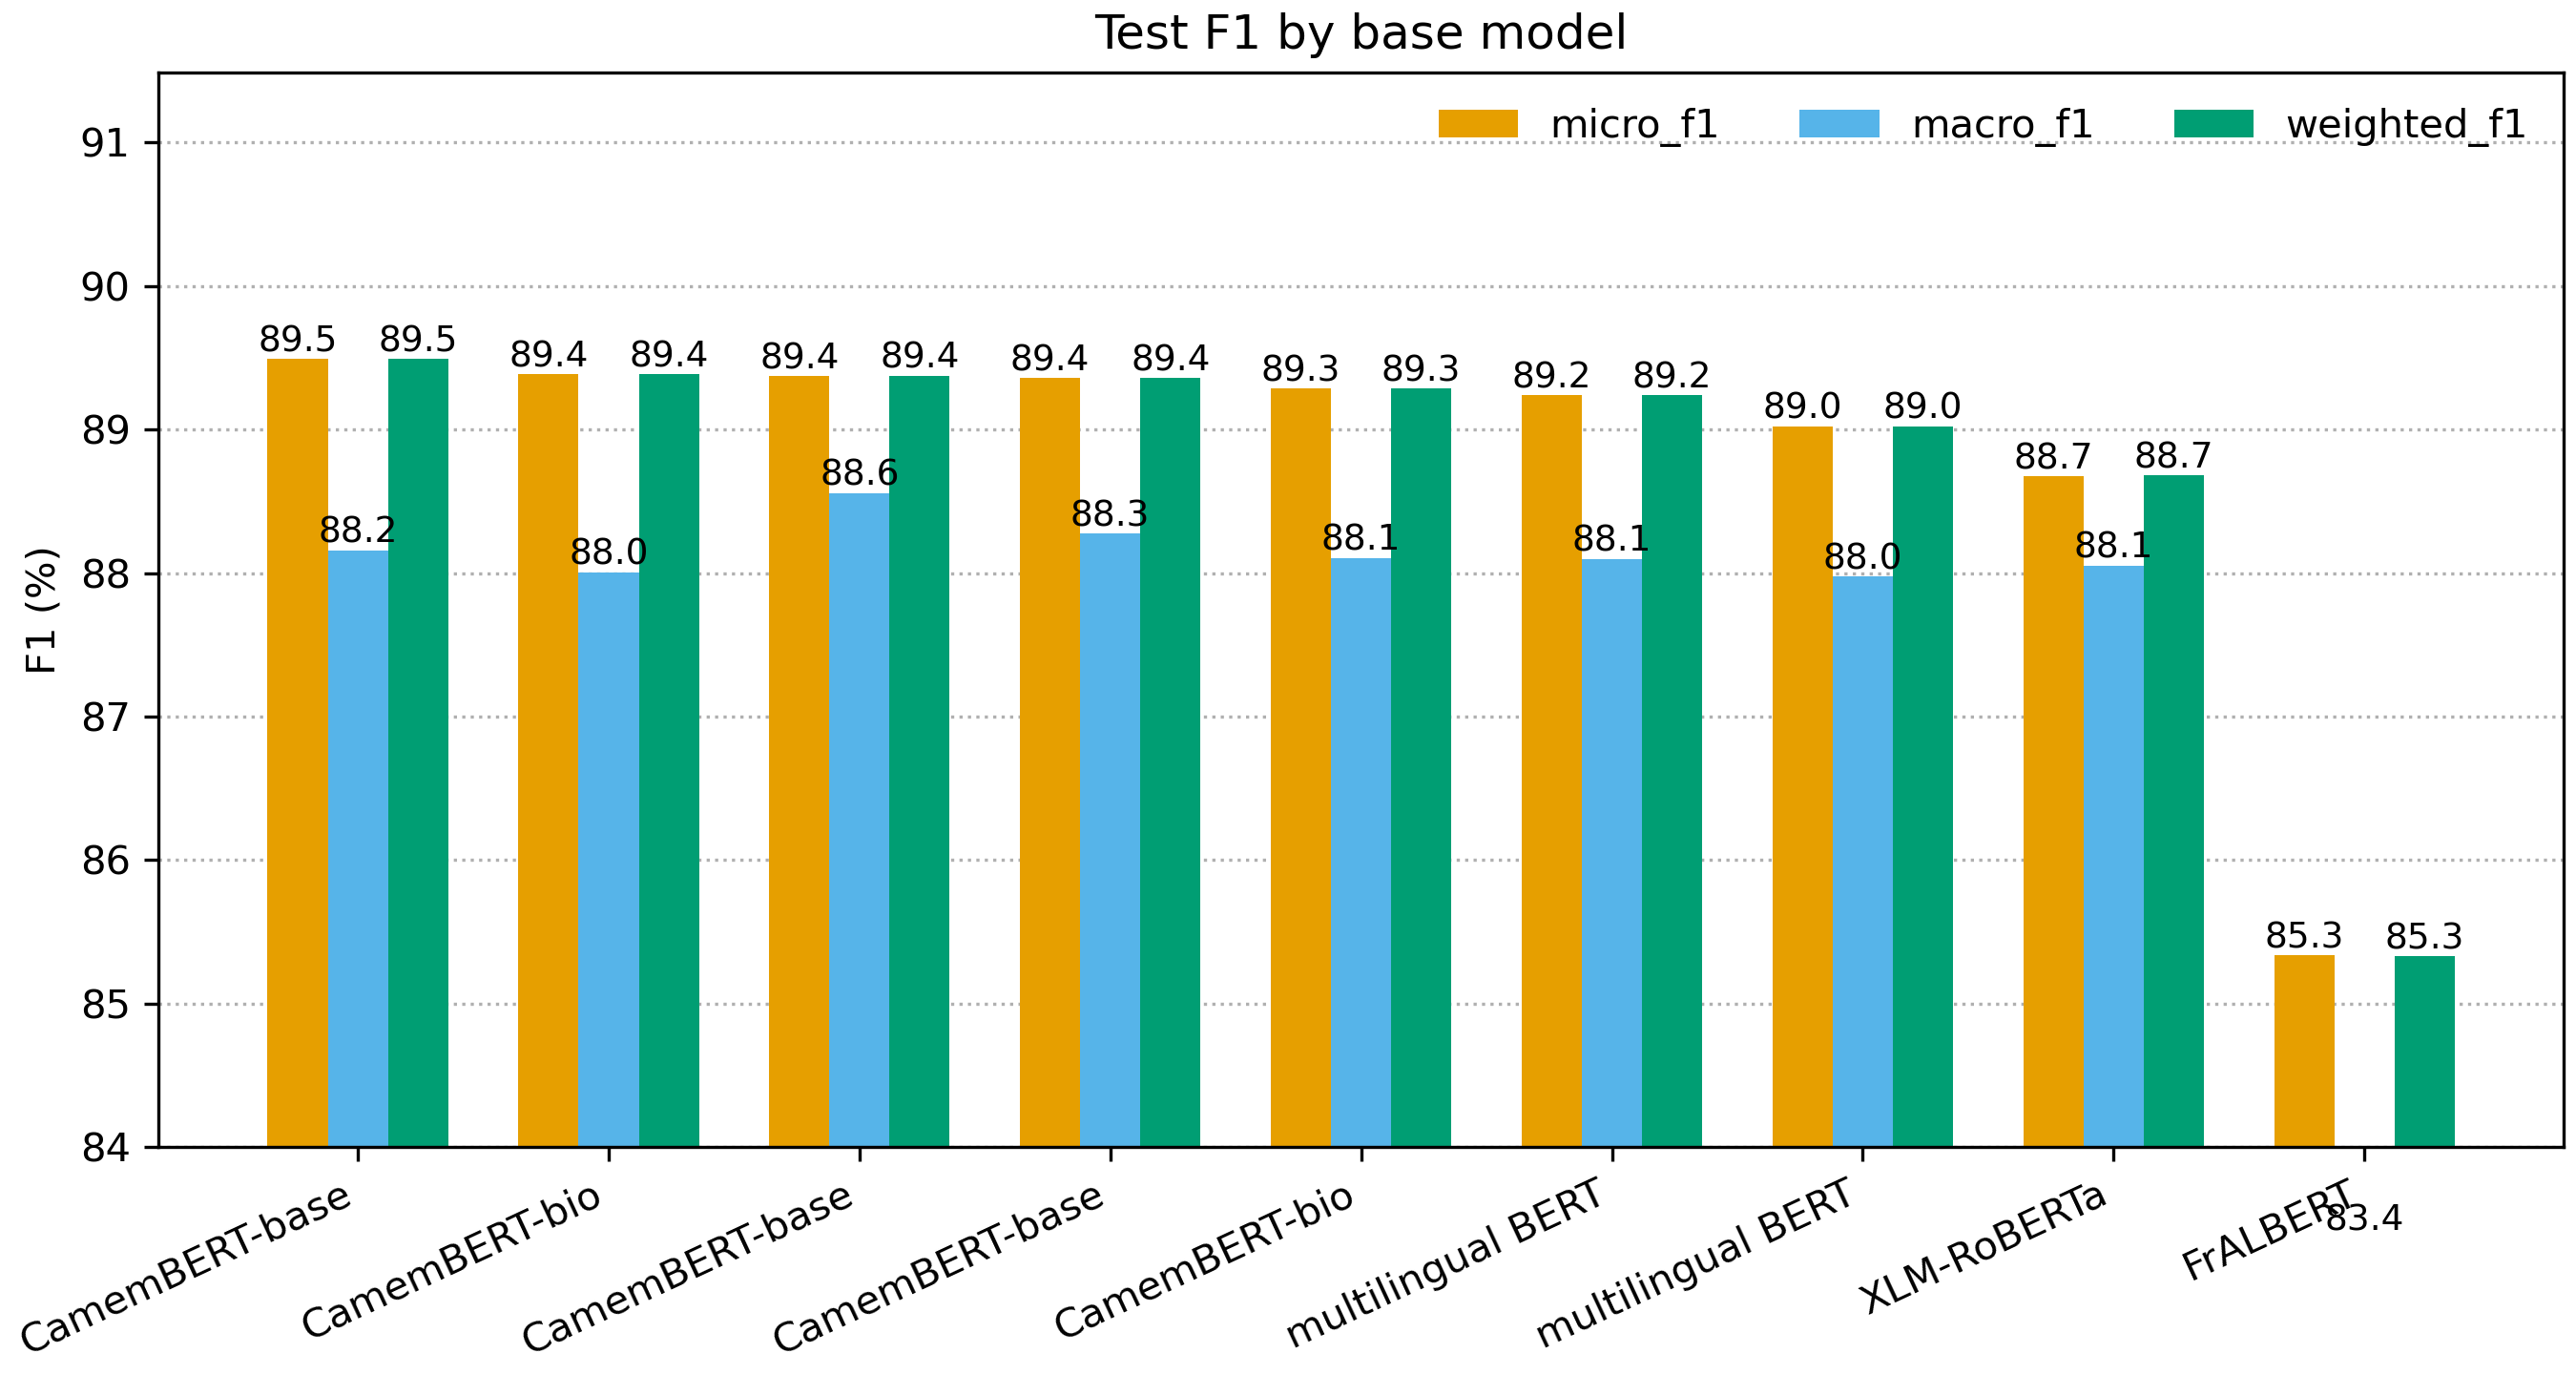 Test F1 by base model
micro_f1 macro_f1 weighted_f1
F1 (%)
91
90
89
88
87
86
85
84
89.5 88.2 89.5
89.4 88.0 89.4
89.4 88.6 89.4
89.4 88.3 89.4
89.3 88.1 89.3
89.2 88.1 89.2
89.0 88.0 89.0
88.7 88.1 88.7
85.3 83.4 85.3
CamemBERT-base
CamemBERT-bio
CamemBERT-base
CamemBERT-base
CamemBERT-bio
multilingual BERT
multilingual BERT
XLM-RoBERTa
FrALBERT